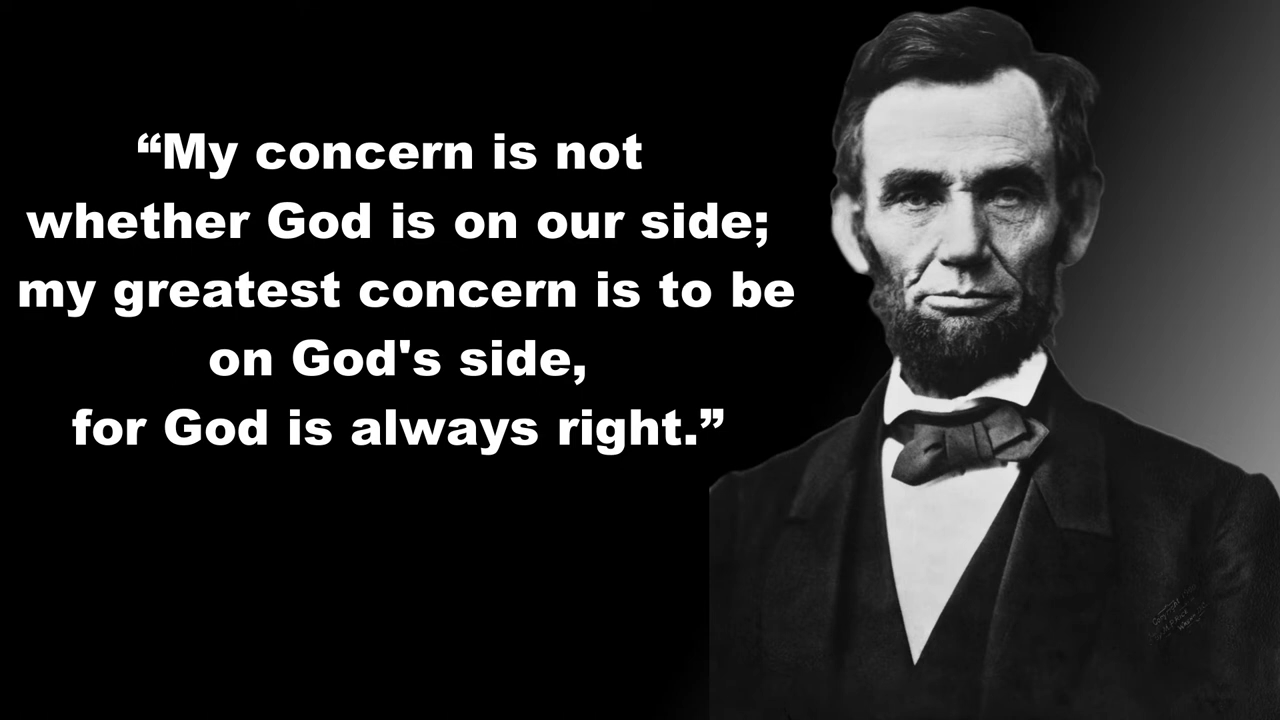 “My concern is not
whether God is on our side;
my greatest concern is to be
on God's side,
for God is always right.”